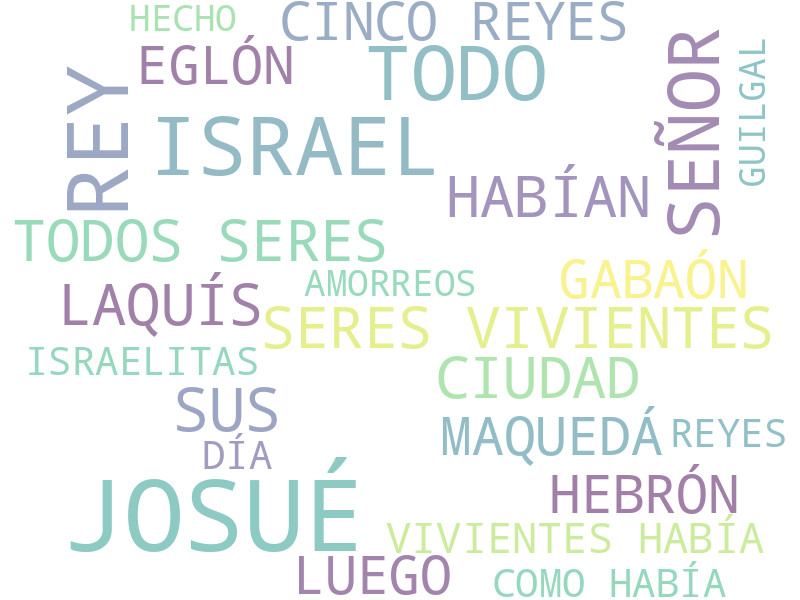 HECHO
CINCO REYES
EGLÓN
TODO
SEÑOR
GUILGAL
REY
ISRAEL
HABÍAN
TODOS SERES
LAQUÍS
AMORREOS
GABAÓN
SERES VIVIENTES
ISRAELITAS
CIUDAD
SUS
MAQUEDÁ
REYES
DÍA
JOSUÉ
HEBRÓN
VIVIENTES HABÍA
LUEGO
COMO HABÍA